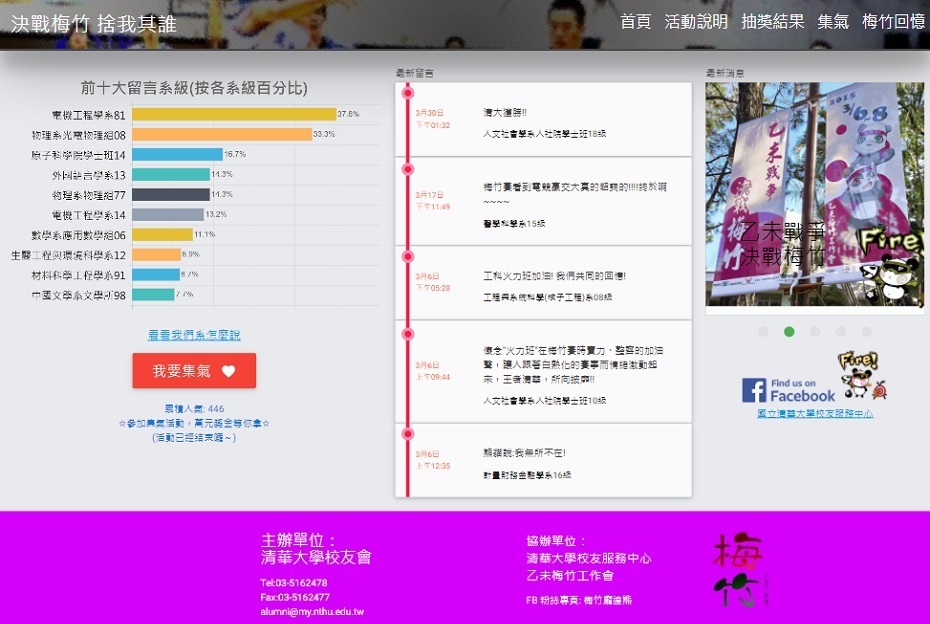 決戰梅竹 捨我其誰
首頁 活動說明 抽獎結果 集氣 梅竹回憶
前十大留言系級(按各系級百分比)
電機工程學系81 37.8%
物理系光電物理組08 33.3%
原子科學院學士班14 16.7%
外國語言學系13 14.3%
物理系物理組77 14.3%
電機工程學系14 13.2%
數學系應用數學組06 11.1%
生醫工程與環境科學系12
材料科學工程學系91
中國文學系文學所98 7.7%
看看我們系怎麼說
我要集氣
累積人氣: 446
☆參加集氣活動，萬元獎金等你拿☆
(活動已經結束囉~)
最新留言
3月30日
下午01:32
清大獲勝!!
人文社會學系人社院學士班18級
3月17日
下午11:49
梅竹賽看到電競贏交大真的超爽的!!!!終於啊
~~~~
醫學科學系15級
3月6日
下午05:28
工科火力班加油! 我們共同的回憶!
工程與系統科學(核子工程)系08級
3月6日
上午09:44
懷念"火力班"在梅竹賽時賣力、整齊的加油
聲，讓人跟著白熱化的賽事而情緒激動起
來，王者清華，所向披靡!!
人文社會學系人社院學士班10級
3月6日
上午12:35
熊貓說:我無所不在!
計量財務金融學系16級
最新消息
2015
3/6.8
乙未戰爭
決戰梅竹
乙未戰爭
決戰梅竹
Fire!
Fire!
Find us on
Facebook
國立清華大學校友服務中心
主辦單位：
清華大學校友會
Tel:03-5162478
Fax:03-5162477
alumni@my.nthu.edu.tw
協辦單位：
清華大學校友服務中心
乙未梅竹工作會
FB 粉絲專頁: 梅竹麾達熊
梅
竹